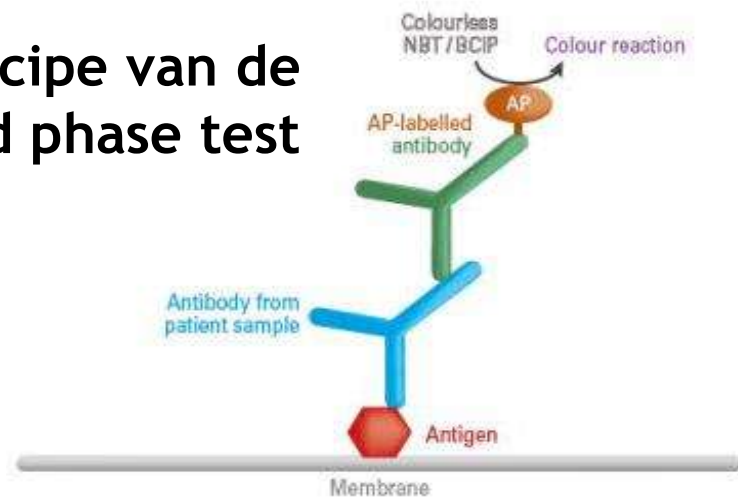 cipe van de
d phase test
Colourless
NBT/BCIP
Colour reaction
AP
AP-labelled
antibody
Antibody from
patient sample
Antigen
Membrane